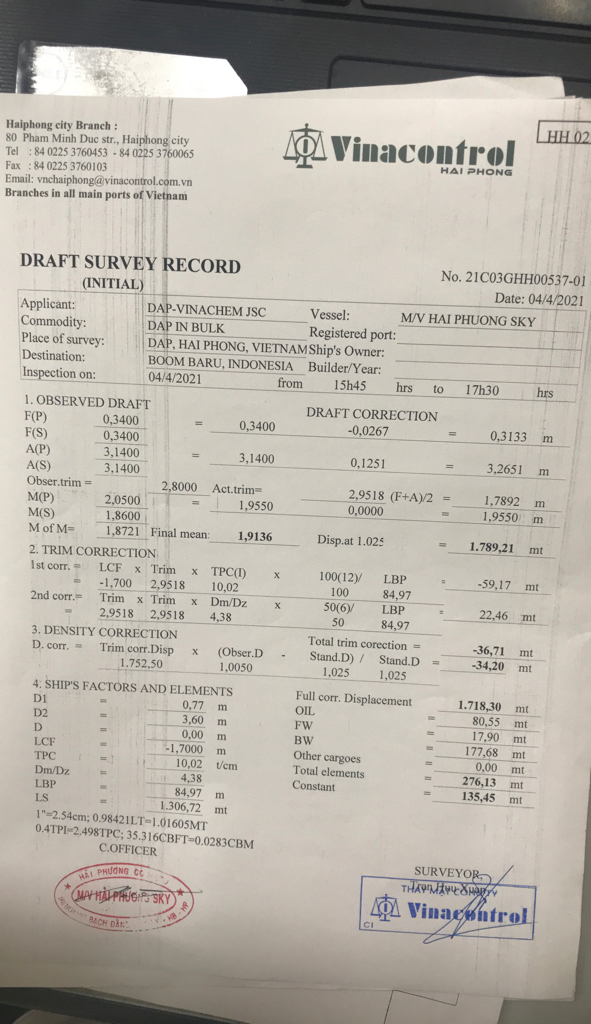 Haiphong city Branch :
80 Pham Minh Duc str., Haiphong city
Tel : 84 0225 3760453 - 84 0225 3760065
Fax : 84 0225 3760103
Email: vnchaiphong@vinacontrol.com.vn
Branches in all main ports of Vietnam
Vinacontrol
HAI PHONG
HH 02
DRAFT SURVEY RECORD
(INITIAL)
No. 21C03GHH00537-01
Date: 04/4/2021
Applicant: DAP-VINACHEM JSC Vessel: M/V HAI PHUONG SKY
Commodity: DAP IN BULK Registered port:
Place of survey: DAP, HAI PHONG, VIETNAM Ship's Owner:
Destination: BOOM BARU, INDONESIA Builder/Year:
Inspection on: 04/4/2021 from 15h45 hrs to 17h30 hrs
1. OBSERVED DRAFT DRAFT CORRECTION
F(P) 0,3400 = 0,3400 -0,0267 = 0,3133 m
F(S) 0,3400
A(P) 3,1400 = 3,1400 0,1251 = 3,2651 m
A(S) 3,1400
Obser.trim = 2,8000 Act.trim= 2,9518 (F+A)/2 = 1,7892 m
M(P) 2,0500 = 1,9550 0,0000 = 1,9550 m
M(S) 1,8600
M of M= 1,8721 Final mean: 1,9136 Disp.at 1.025 = 1.789,21 mt
2. TRIM CORRECTION
1st corr. = LCF x Trim x TPC(I) x 100(12)/ LBP = -59,17 mt
= -1,700 2,9518 10,02 100 84,97
2nd corr.= Trim x Trim x Dm/Dz x 50(6)/ LBP = 22,46 mt
= 2,9518 2,9518 4,38 50 84,97
3. DENSITY CORRECTION Total trim corection = -36,71 mt
D. corr. = Trim corr.Disp x (Obser.D - Stand.D) / Stand.D = -34,20 mt
1.752,50 1,0050 1,025 1,025
4. SHIP'S FACTORS AND ELEMENTS Full corr. Displacement 1.718,30 mt
D1 = 0,77 m OIL = 80,55 mt
D2 = 3,60 m FW = 17,90 mt
D = 0,00 m BW = 177,68 mt
LCF = -1,7000 m Other cargoes = 0,00 mt
TPC = 10,02 t/cm Total elements = 276,13 mt
Dm/Dz = 4,38 Constant = 135,45 mt
LBP = 84,97 m
LS = 1.306,72 mt
1"=2.54cm; 0.98421LT=1.01605MT
0.4TPI=2.498TPC; 35.316CBFT=0.0283CBM
C.OFFICER
SURVEYOR
HẢI PHƯƠNG
M/V HẢI PHƯƠNG SKY
BẠCH ĐẰNG
HB - HP
THAY MẶT CÔNG TY
Vinacontrol
CI